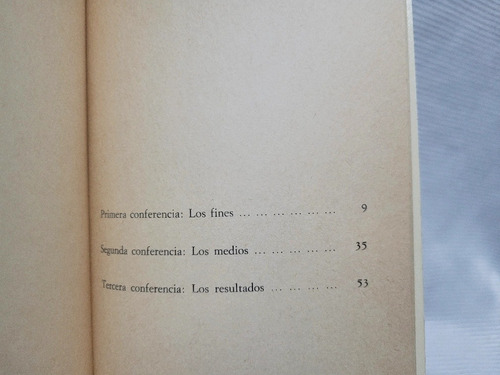 Primera conferencia: Los fines ... ... ... ... ... ... 9
Segunda conferencia: Los medios ... ... ... ... ... 35
Tercera conferencia: Los resultados ... ... ... ... 53